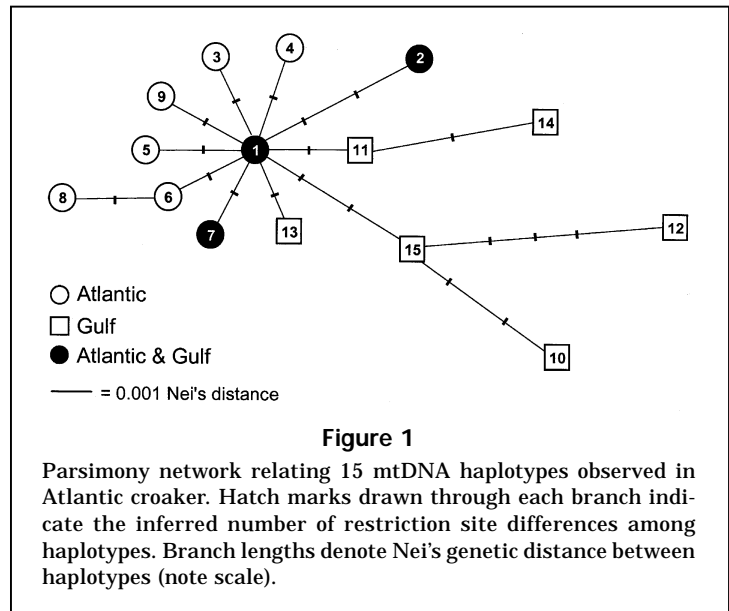 4
3
2
9
14
5
1
11
8
6
7
13
15
12
10
Atlantic
Gulf
Atlantic & Gulf
= 0.001 Nei's distance
Figure 1
Parsimony network relating 15 mtDNA haplotypes observed in
Atlantic croaker. Hatch marks drawn through each branch indi-
cate the inferred number of restriction site differences among
haplotypes. Branch lengths denote Nei's genetic distance between
haplotypes (note scale).